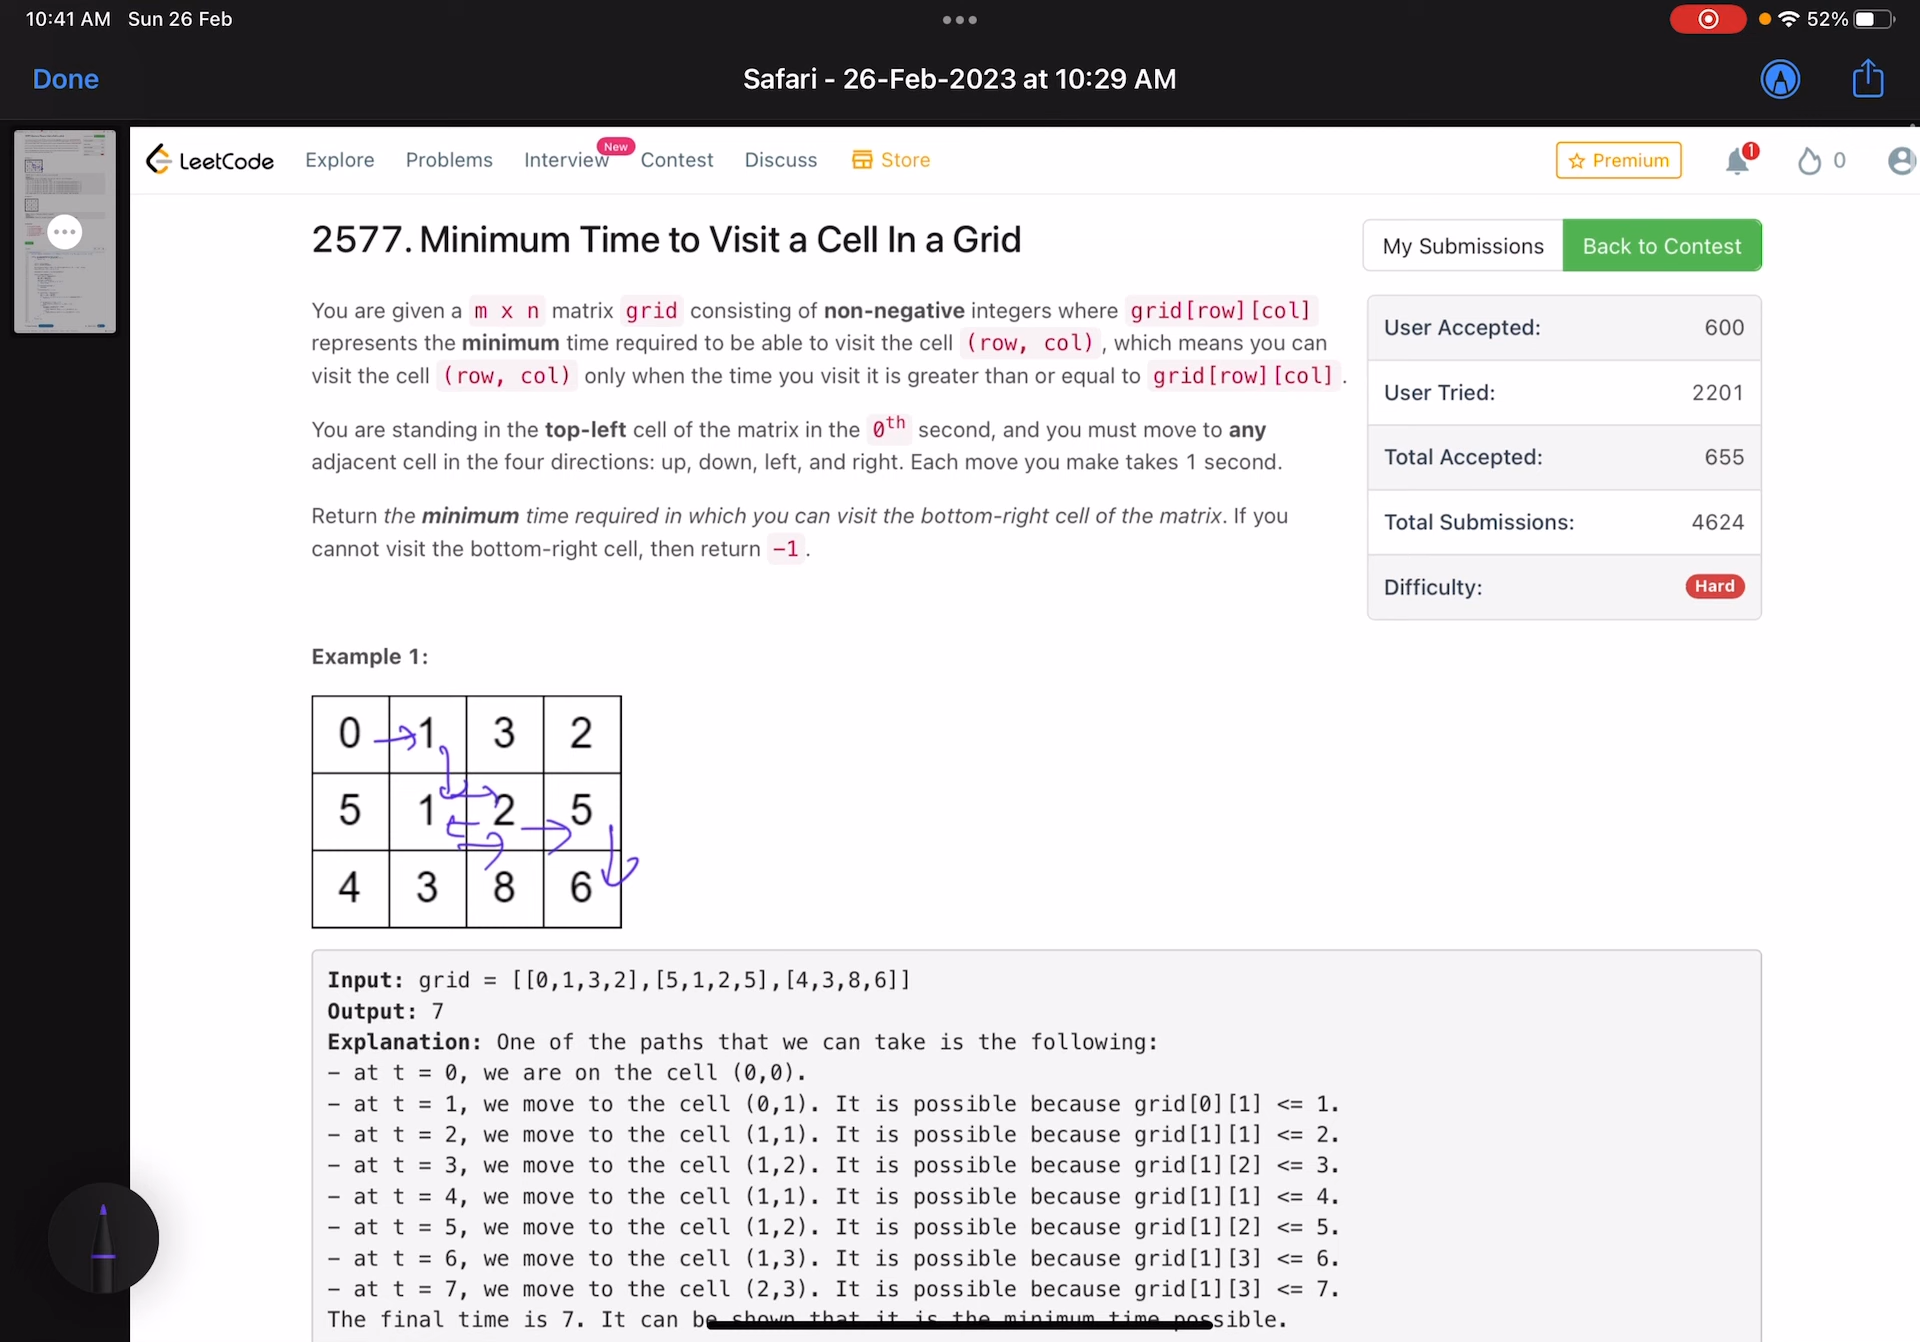 10:41 AM Sun 26 Feb
52%
Done
Safari - 26-Feb-2023 at 10:29 AM
LeetCode Explore Problems Interview New Contest Discuss Store
Premium 1 0
2577. Minimum Time to Visit a Cell In a Grid
My Submissions Back to Contest
You are given a m x n matrix grid consisting of non-negative integers where grid[row][col]
represents the minimum time required to be able to visit the cell (row, col), which means you can
visit the cell (row, col) only when the time you visit it is greater than or equal to grid[row][col].
You are standing in the top-left cell of the matrix in the 0th second, and you must move to any
adjacent cell in the four directions: up, down, left, and right. Each move you make takes 1 second.
Return the minimum time required in which you can visit the bottom-right cell of the matrix. If you
cannot visit the bottom-right cell, then return -1.
User Accepted: 600
User Tried: 2201
Total Accepted: 655
Total Submissions: 4624
Difficulty: Hard
Example 1:
0 1 3 2
5 1 2 5
4 3 8 6
Input: grid = [[0,1,3,2],[5,1,2,5],[4,3,8,6]]
Output: 7
Explanation: One of the paths that we can take is the following:
- at t = 0, we are on the cell (0,0).
- at t = 1, we move to the cell (0,1). It is possible because grid[0][1] <= 1.
- at t = 2, we move to the cell (1,1). It is possible because grid[1][1] <= 2.
- at t = 3, we move to the cell (1,2). It is possible because grid[1][2] <= 3.
- at t = 4, we move to the cell (1,1). It is possible because grid[1][1] <= 4.
- at t = 5, we move to the cell (1,2). It is possible because grid[1][2] <= 5.
- at t = 6, we move to the cell (1,3). It is possible because grid[1][3] <= 6.
- at t = 7, we move to the cell (2,3). It is possible because grid[1][3] <= 7.
The final time is 7. It can be shown that it is the minimum time possible.